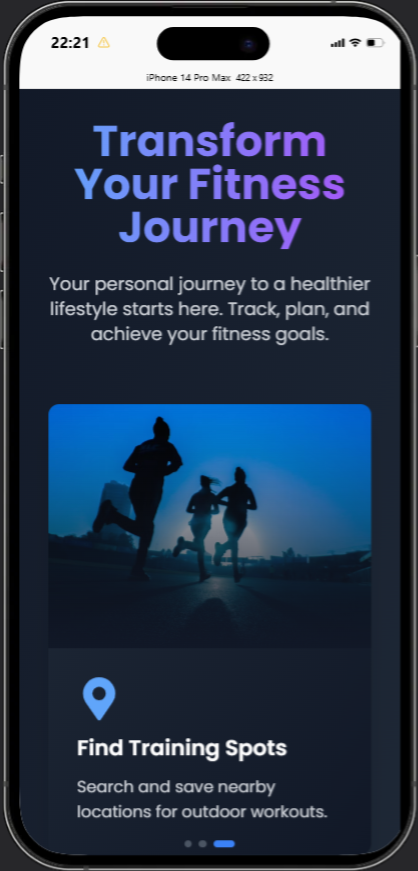 22:21
iPhone 14 Pro Max 422 x 932
Transform
Your Fitness
Journey
Your personal journey to a healthier
lifestyle starts here. Track, plan, and
achieve your fitness goals.
Find Training Spots
Search and save nearby
locations for outdoor workouts.